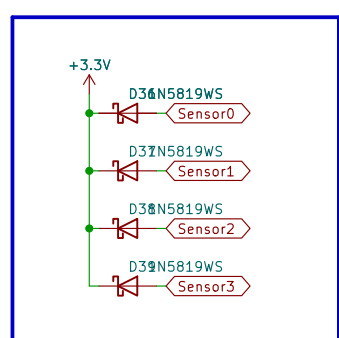 +3.3V
D36 1N5819WS
Sensor0
D37 1N5819WS
Sensor1
D38 1N5819WS
Sensor2
D39 1N5819WS
Sensor3